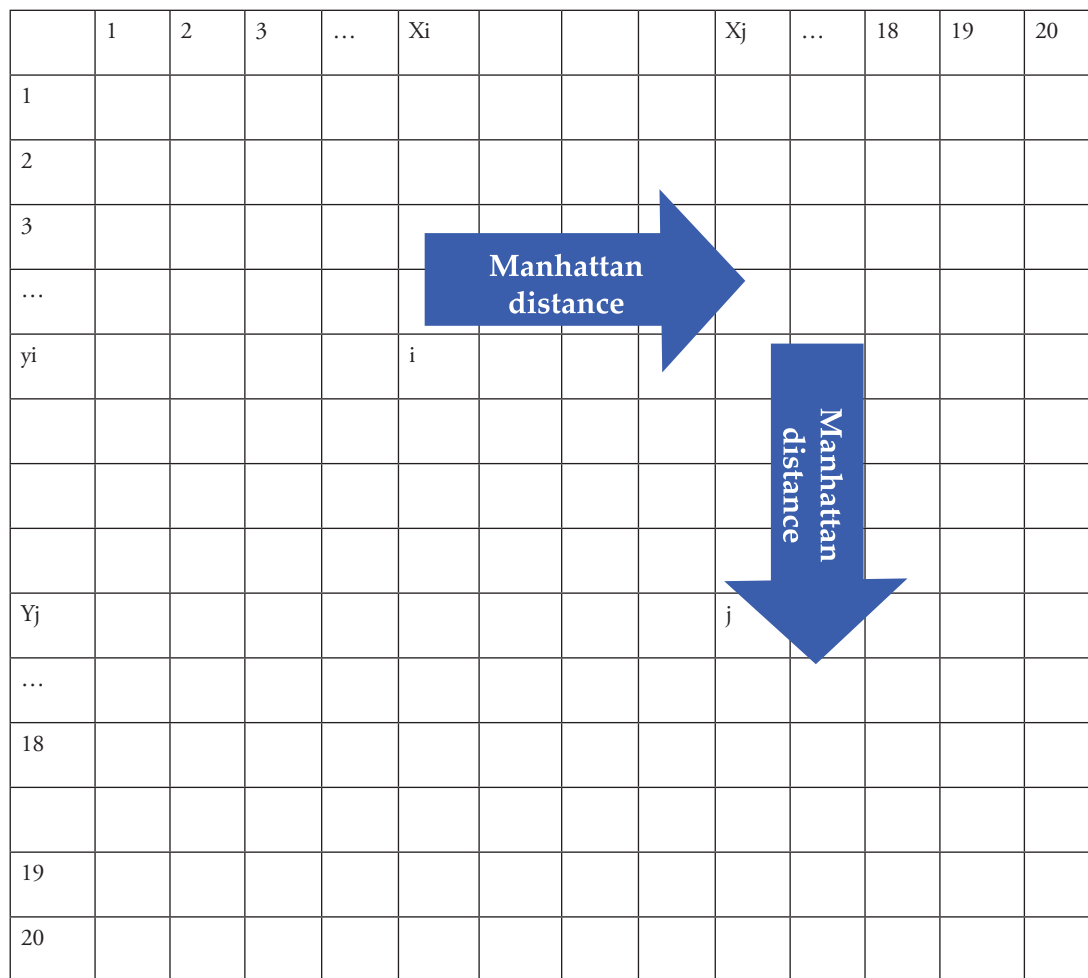 1 2 3 … Xi Xj … 18 19 20
1
2
3
Manhattan
distance
…
yi i
Manhattan
distance
Yj j
…
18
19
20